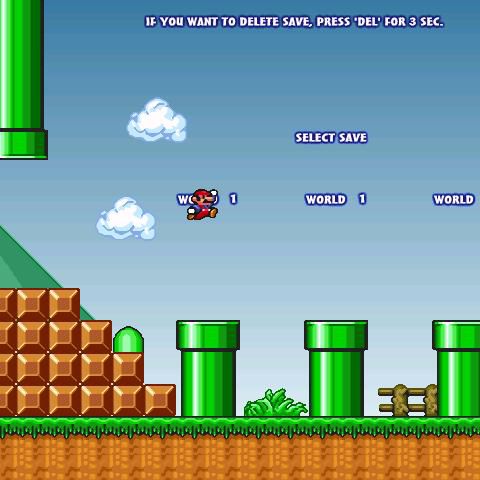 IF YOU WANT TO DELETE SAVE, PRESS 'DEL' FOR 3 SEC.
SELECT SAVE
1 WORLD 1 WORLD